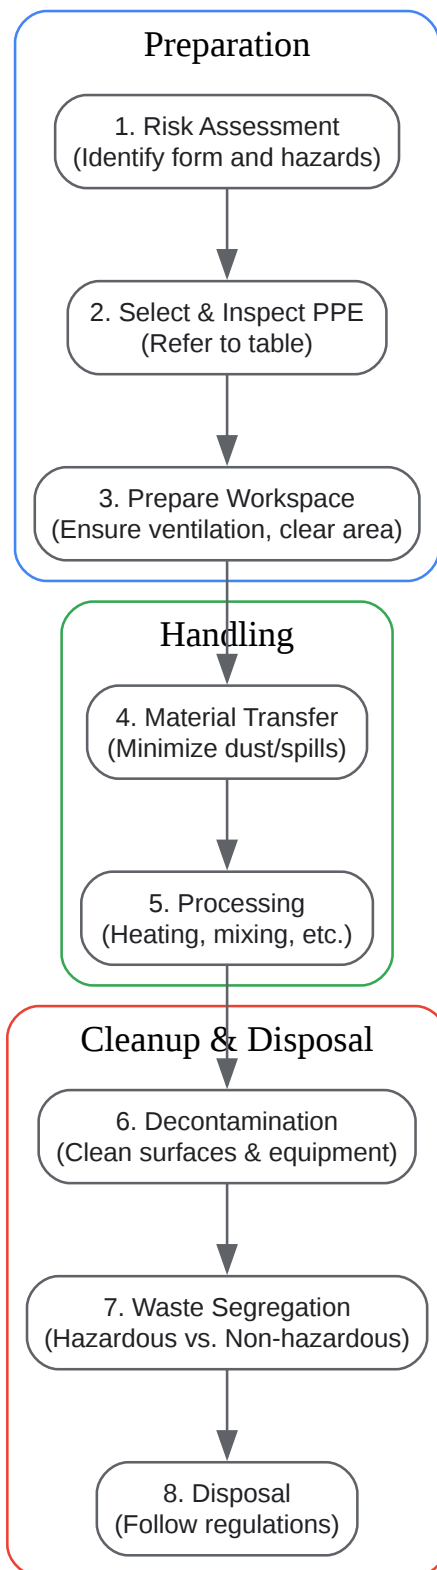 Preparation
1. Risk Assessment
(Identify form and hazards)
2. Select & Inspect PPE
(Refer to table)
3. Prepare Workspace
(Ensure ventilation, clear area)
Handling
4. Material Transfer
(Minimize dust/spills)
5. Processing
(Heating, mixing, etc.)
Cleanup & Disposal
6. Decontamination
(Clean surfaces & equipment)
7. Waste Segregation
(Hazardous vs. Non-hazardous)
8. Disposal
(Follow regulations)